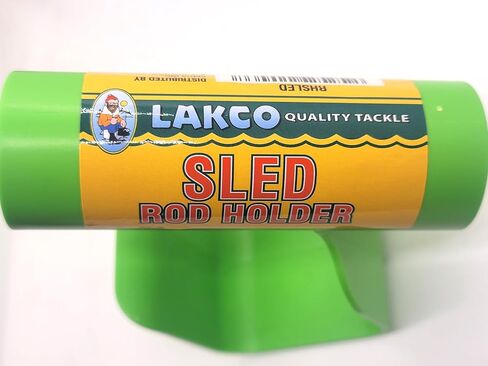 RHSLED
DISTRIBUTED BY
LAKCO QUALITY TACKLE
SLED
ROD HOLDER